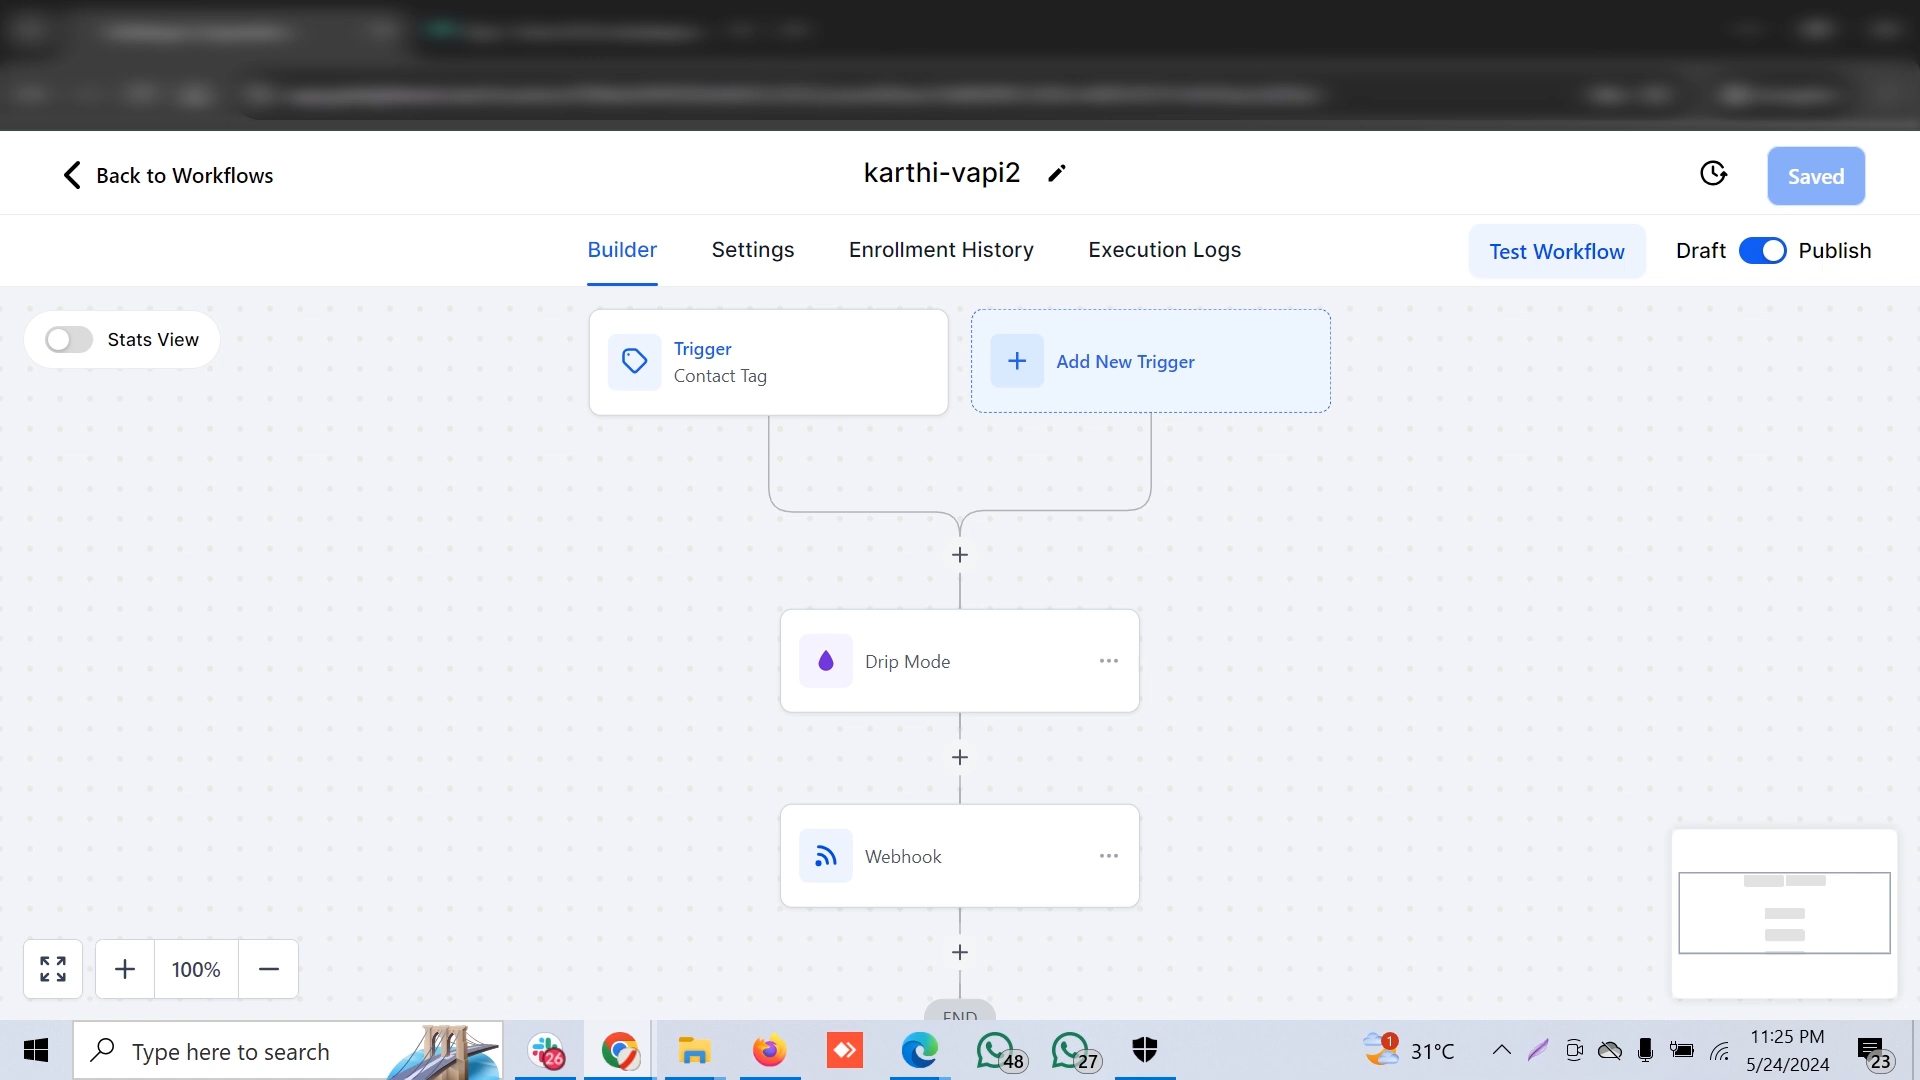 Back to Workflows
karthi-vapi2
Saved
Builder
Settings
Enrollment History
Execution Logs
Test Workflow
Draft
Publish
Stats View
Trigger
Contact Tag
Add New Trigger
Drip Mode
Webhook
100%
END
Type here to search
26
48
27
1
31°C
11:25 PM
5/24/2024
23